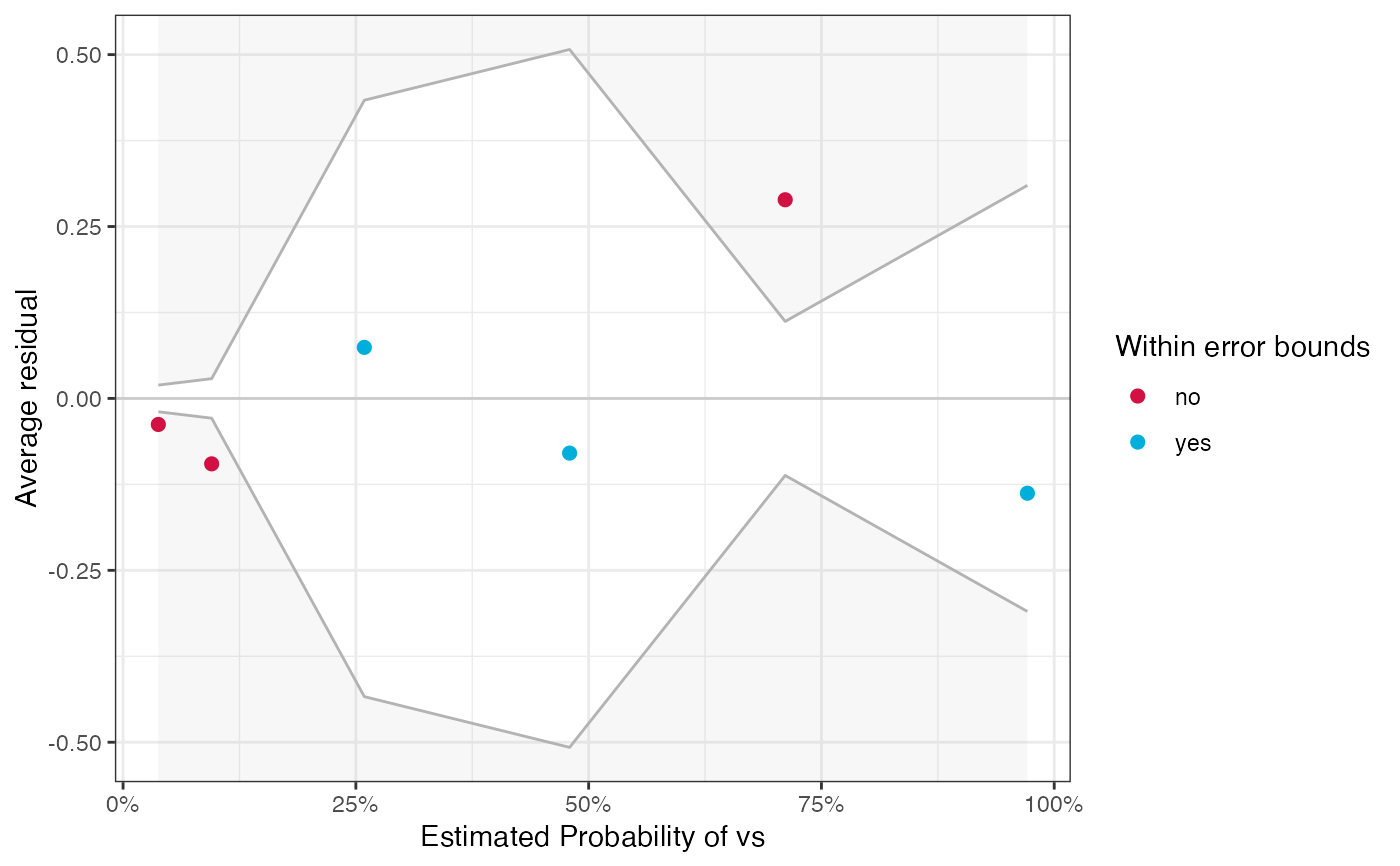 0.50
0.25
0.00
-0.25
-0.50
Average residual
0%
25%
50%
75%
100%
Estimated Probability of vs
Within error bounds
no
yes